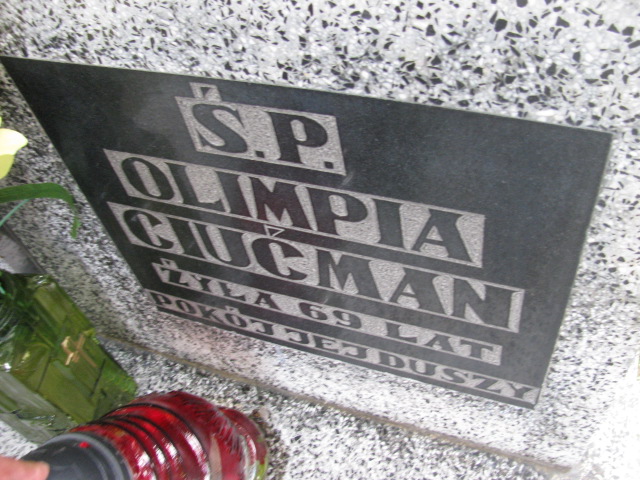 Ś.P.
OLIMPIA
CIUĆMAN
ŻYŁA 69 LAT
POKÓJ JEJ DUSZY